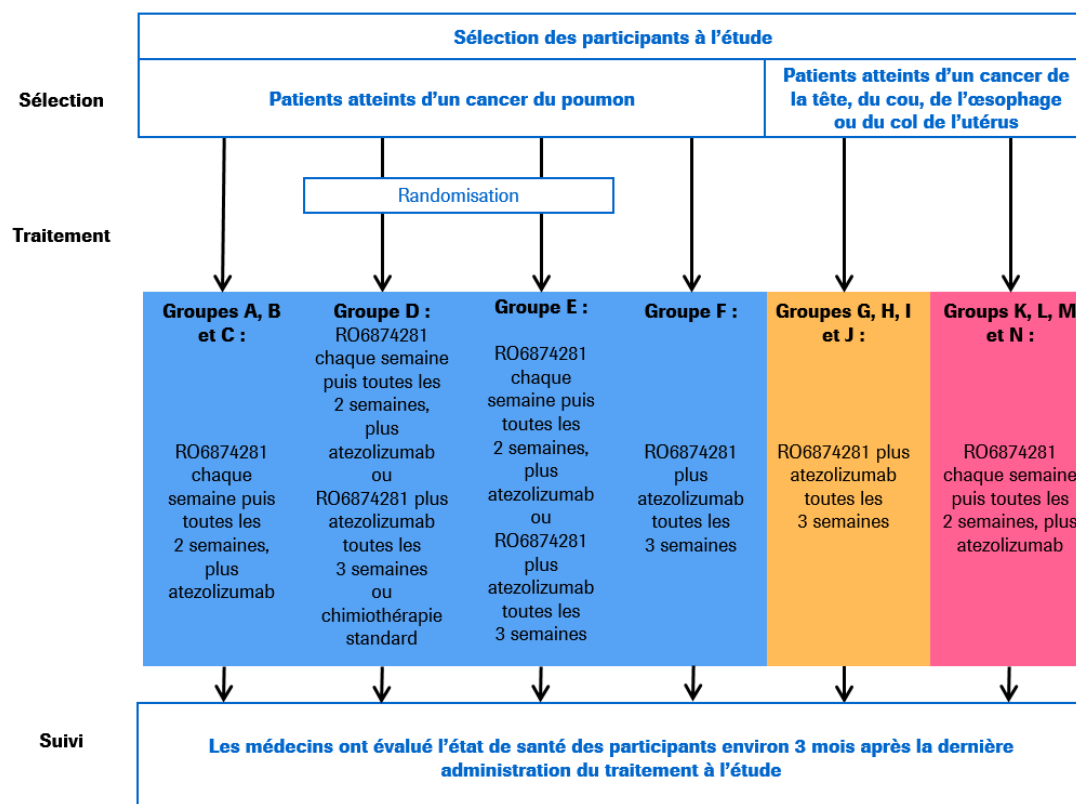 Sélection des participants à l'étude
Sélection
Patients atteints d'un cancer du poumon
Patients atteints d'un cancer de
la tête, du cou, de l'œsophage
ou du col de l'utérus
Randomisation
Traitement
Groupes A, B
et C :
RO6874281
chaque
semaine puis
toutes les
2 semaines,
plus
atezolizumab
Groupe D :
RO6874281
chaque semaine
puis toutes les
2 semaines,
plus
atezolizumab
ou
RO6874281 plus
atezolizumab
toutes les
3 semaines
ou
chimiothérapie
standard
Groupe E :
RO6874281
chaque
semaine puis
toutes les
2 semaines,
plus
atezolizumab
ou
RO6874281
plus
atezolizumab
toutes les
3 semaines
Groupe F :
RO6874281
plus
atezolizumab
toutes les
3 semaines
Groupes G, H, I
et J :
RO6874281 plus
atezolizumab
toutes les
3 semaines
Groups K, L, M
et N :
RO6874281
chaque semaine
puis toutes les
2 semaines, plus
atezolizumab
Suivi
Les médecins ont évalué l'état de santé des participants environ 3 mois après la dernière
administration du traitement à l'étude